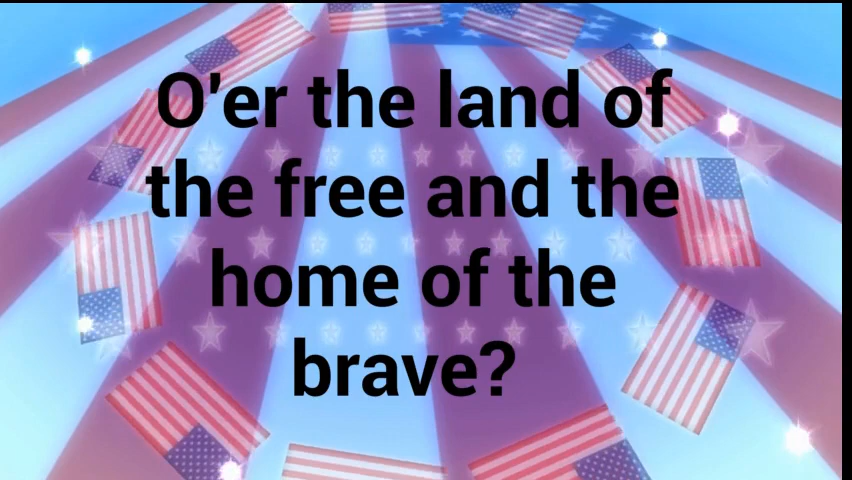 O'er the land of
the free and the
home of the
brave?